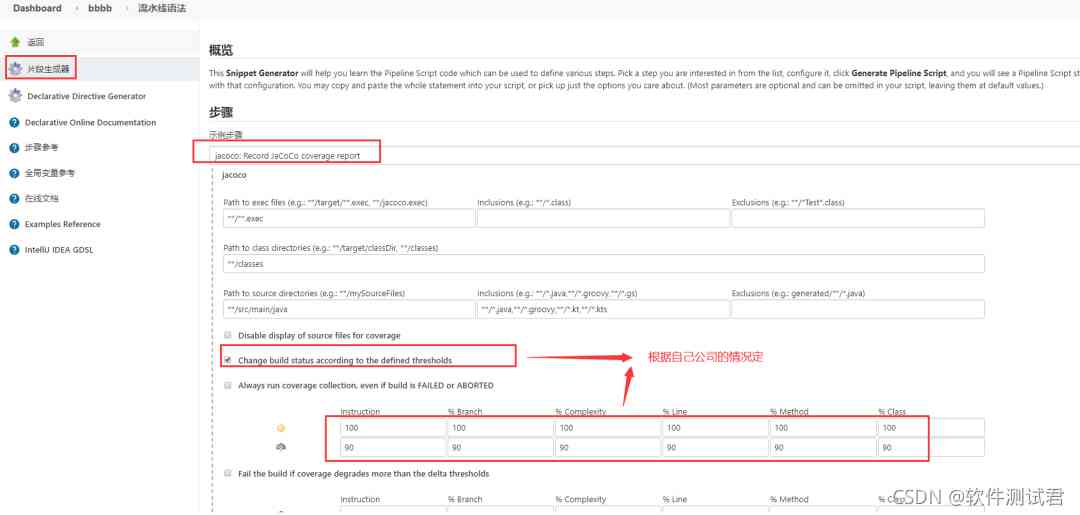 Dashboard › bbbb › 流水线语法
返回
片段生成器
Declarative Directive Generator
Declarative Online Documentation
步骤参考
全局变量参考
在线文档
Examples Reference
IntelliJ IDEA GDSL
概览
This Snippet Generator will help you learn the Pipeline Script code which can be used to define various steps. Pick a step you are interested in from the list, configure it, click Generate Pipeline Script, and you will see a Pipeline Script st
with that configuration. You may copy and paste the whole statement into your script, or pick up just the options you care about. (Most parameters are optional and can be omitted in your script, leaving them at default values.)
步骤
示例步骤
jacoco: Record JaCoCo coverage report
jacoco
Path to exec files (e.g.: **/target/**.exec, **/jacoco.exec) Inclusions (e.g.: **/*.class) Exclusions (e.g.: **/*Test*.class)
**/**.exec
Path to class directories (e.g.: **/target/classDir, **/classes)
**/classes
Path to source directories (e.g.: **/mySourceFiles) Inclusions (e.g.: **/*.java,**/*.groovy,**/*.gs) Exclusions (e.g.: generated/**/*.java)
**/src/main/java **/*.java,**/*.groovy,**/*.kt,**/*.kts
Disable display of source files for coverage
Change build status according to the defined thresholds 根据自己公司的情况定
Always run coverage collection, even if build is FAILED or ABORTED
Instruction % Branch % Complexity % Line % Method % Class
100 100 100 100 100 100
90 90 90 90 90 90
Fail the build if coverage degrades more than the delta thresholds
Instruction % Branch % Complexity % Line % Method % Class
CSDN @软件测试君